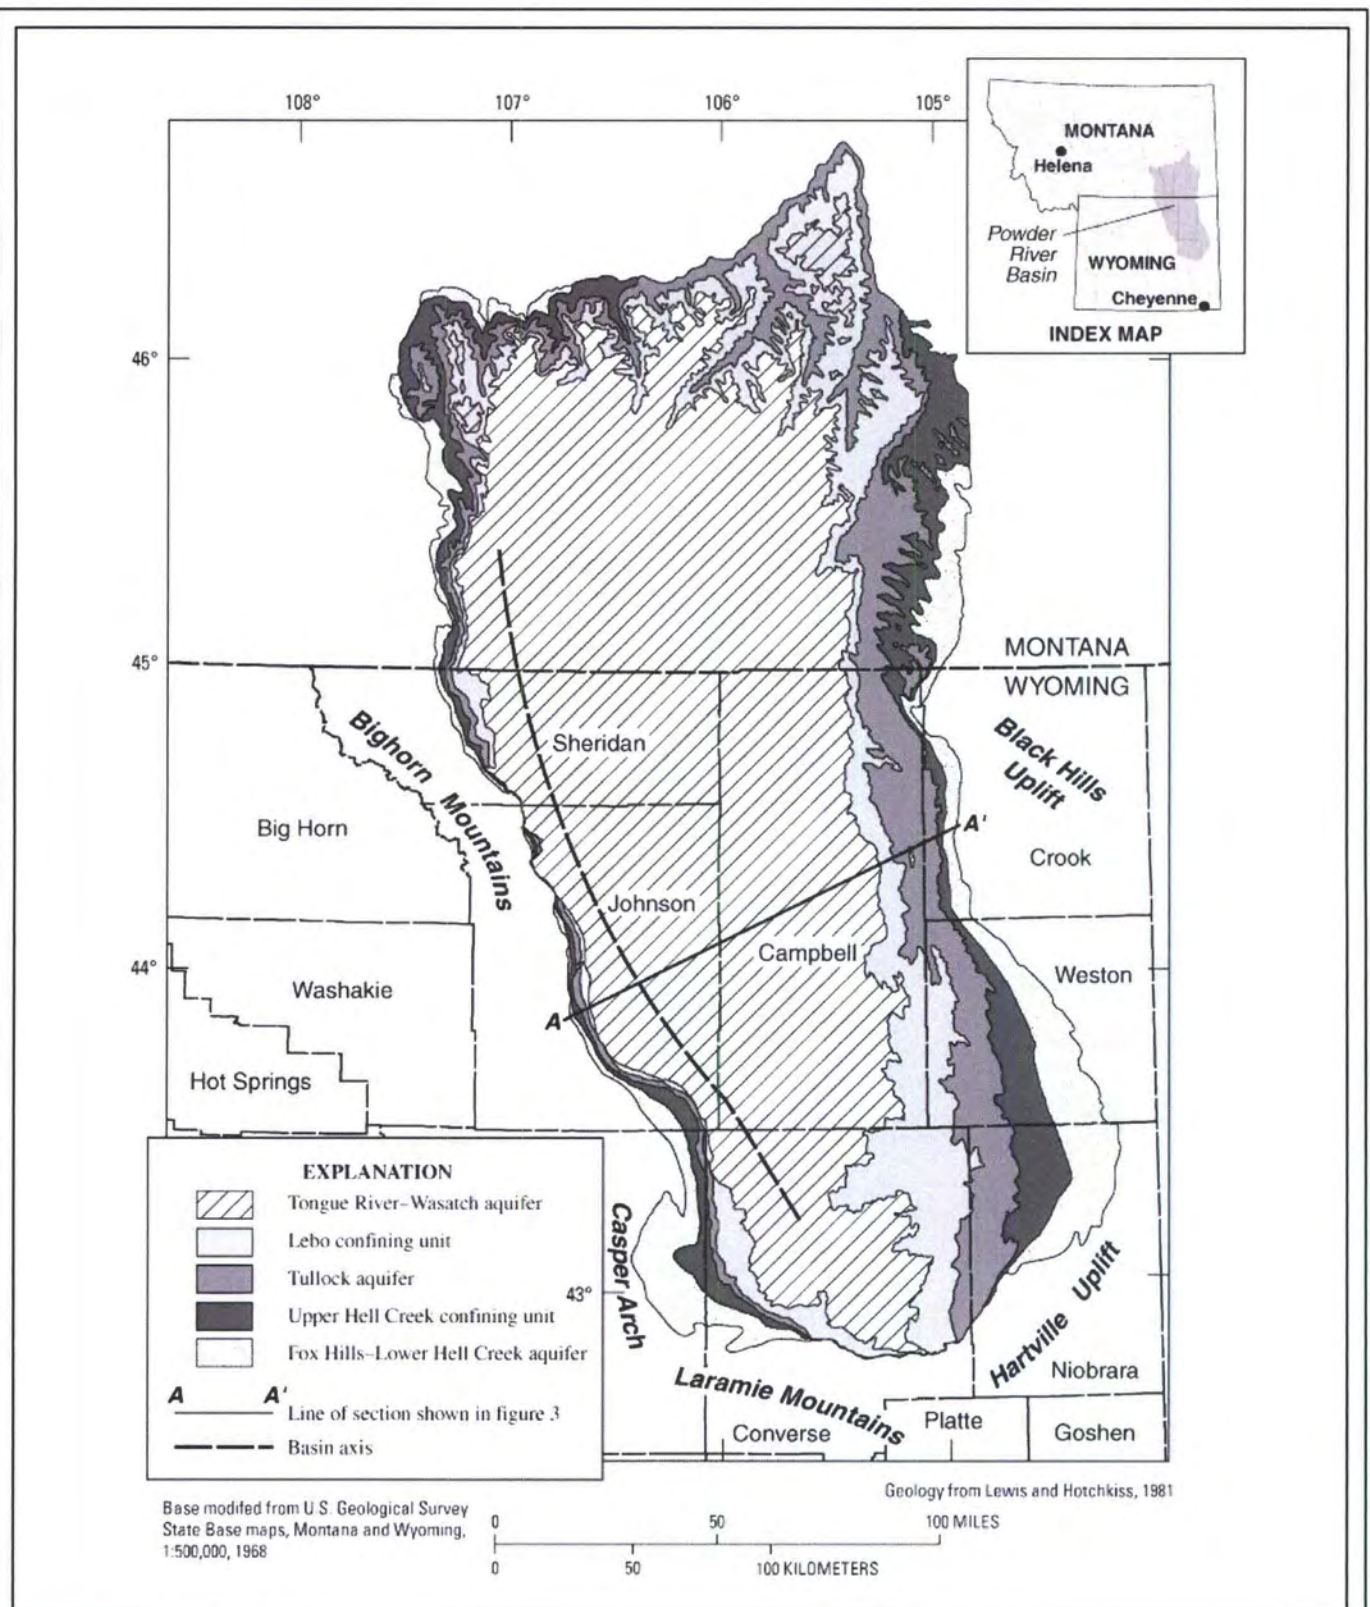 108°
107°
106°
105°
MONTANA
Helena
Powder
River
Basin
WYOMING
Cheyenne
INDEX MAP
46°
45°
MONTANA
WYOMING
Bighorn Mountains
Sheridan
Black Hills
Uplift
Big Horn
A'
Crook
Johnson
Campbell
44°
Washakie
Weston
A
Hot Springs
EXPLANATION
Tongue River–Wasatch aquifer
Lebo confining unit
Tullock aquifer
Upper Hell Creek confining unit
Fox Hills–Lower Hell Creek aquifer
A A'
Line of section shown in figure 3
Basin axis
Casper Arch
43°
Hartville Uplift
Niobrara
Laramie Mountains
Converse
Platte
Goshen
Geology from Lewis and Hotchkiss, 1981
Base modifed from U.S. Geological Survey
State Base maps, Montana and Wyoming,
1:500,000, 1968
0 50 100 MILES
0 50 100 KILOMETERS